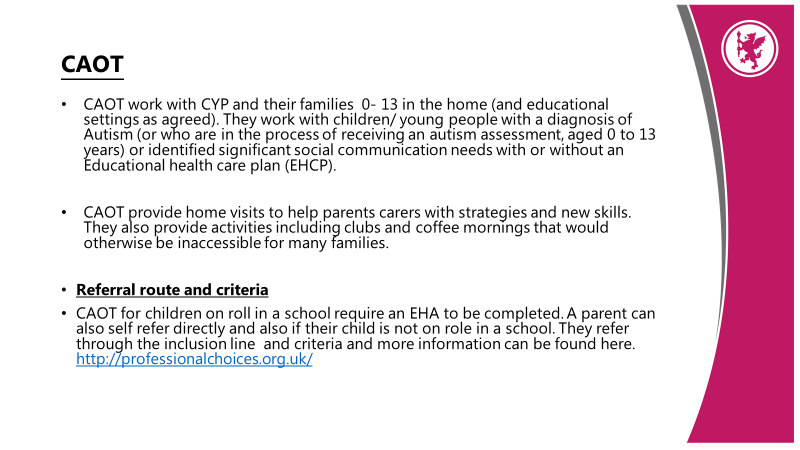 CAOT
• CAOT work with CYP and their families  0- 13 in the home (and educational
settings as agreed). They work with children/ young people with a diagnosis of
Autism (or who are in the process of receiving an autism assessment, aged 0 to 13
years) or identified significant social communication needs with or without an
Educational health care plan (EHCP).
• CAOT provide home visits to help parents carers with strategies and new skills.
They also provide activities including clubs and coffee mornings that would
otherwise be inaccessible for many families.
• Referral route and criteria
• CAOT for children on roll in a school require an EHA to be completed. A parent can
also self refer directly and also if their child is not on role in a school. They refer
through the inclusion line  and criteria and more information can be found here.
http://professionalchoices.org.uk/